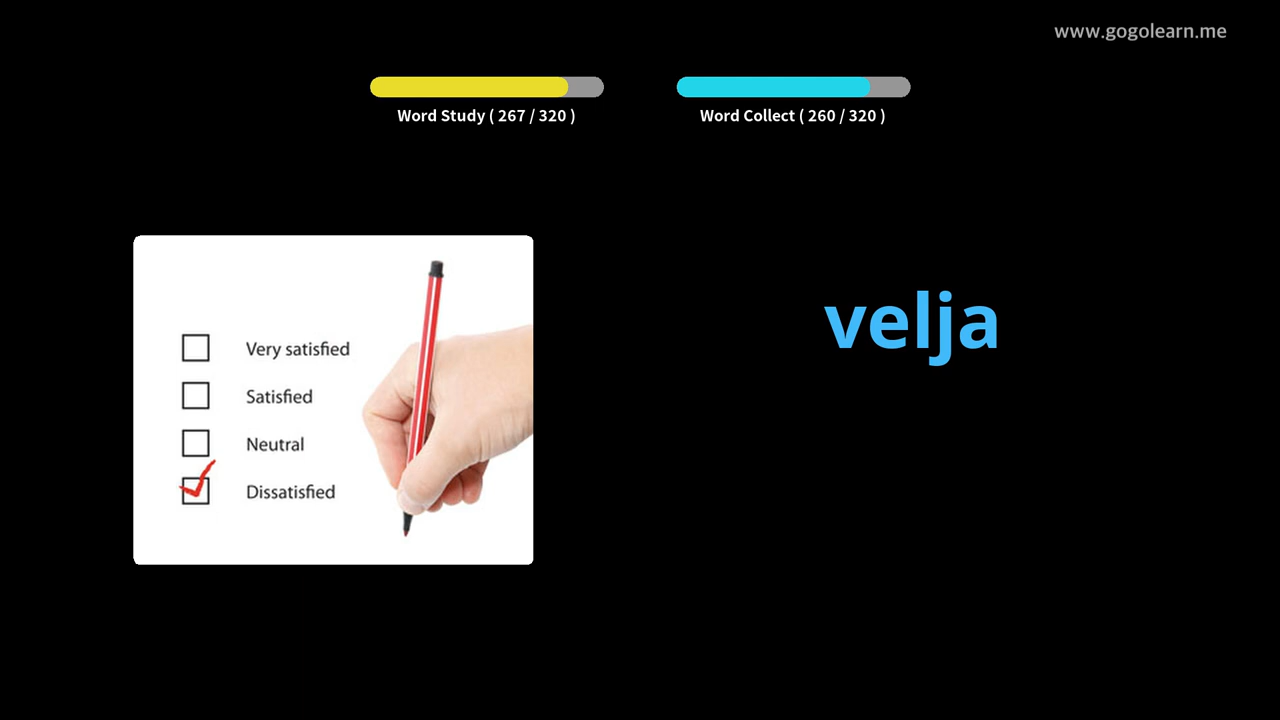 www.gogolearn.me
Word Study ( 267 / 320 )
Word Collect ( 260 / 320 )
velja
Very satisfied
Satisfied
Neutral
Dissatisfied